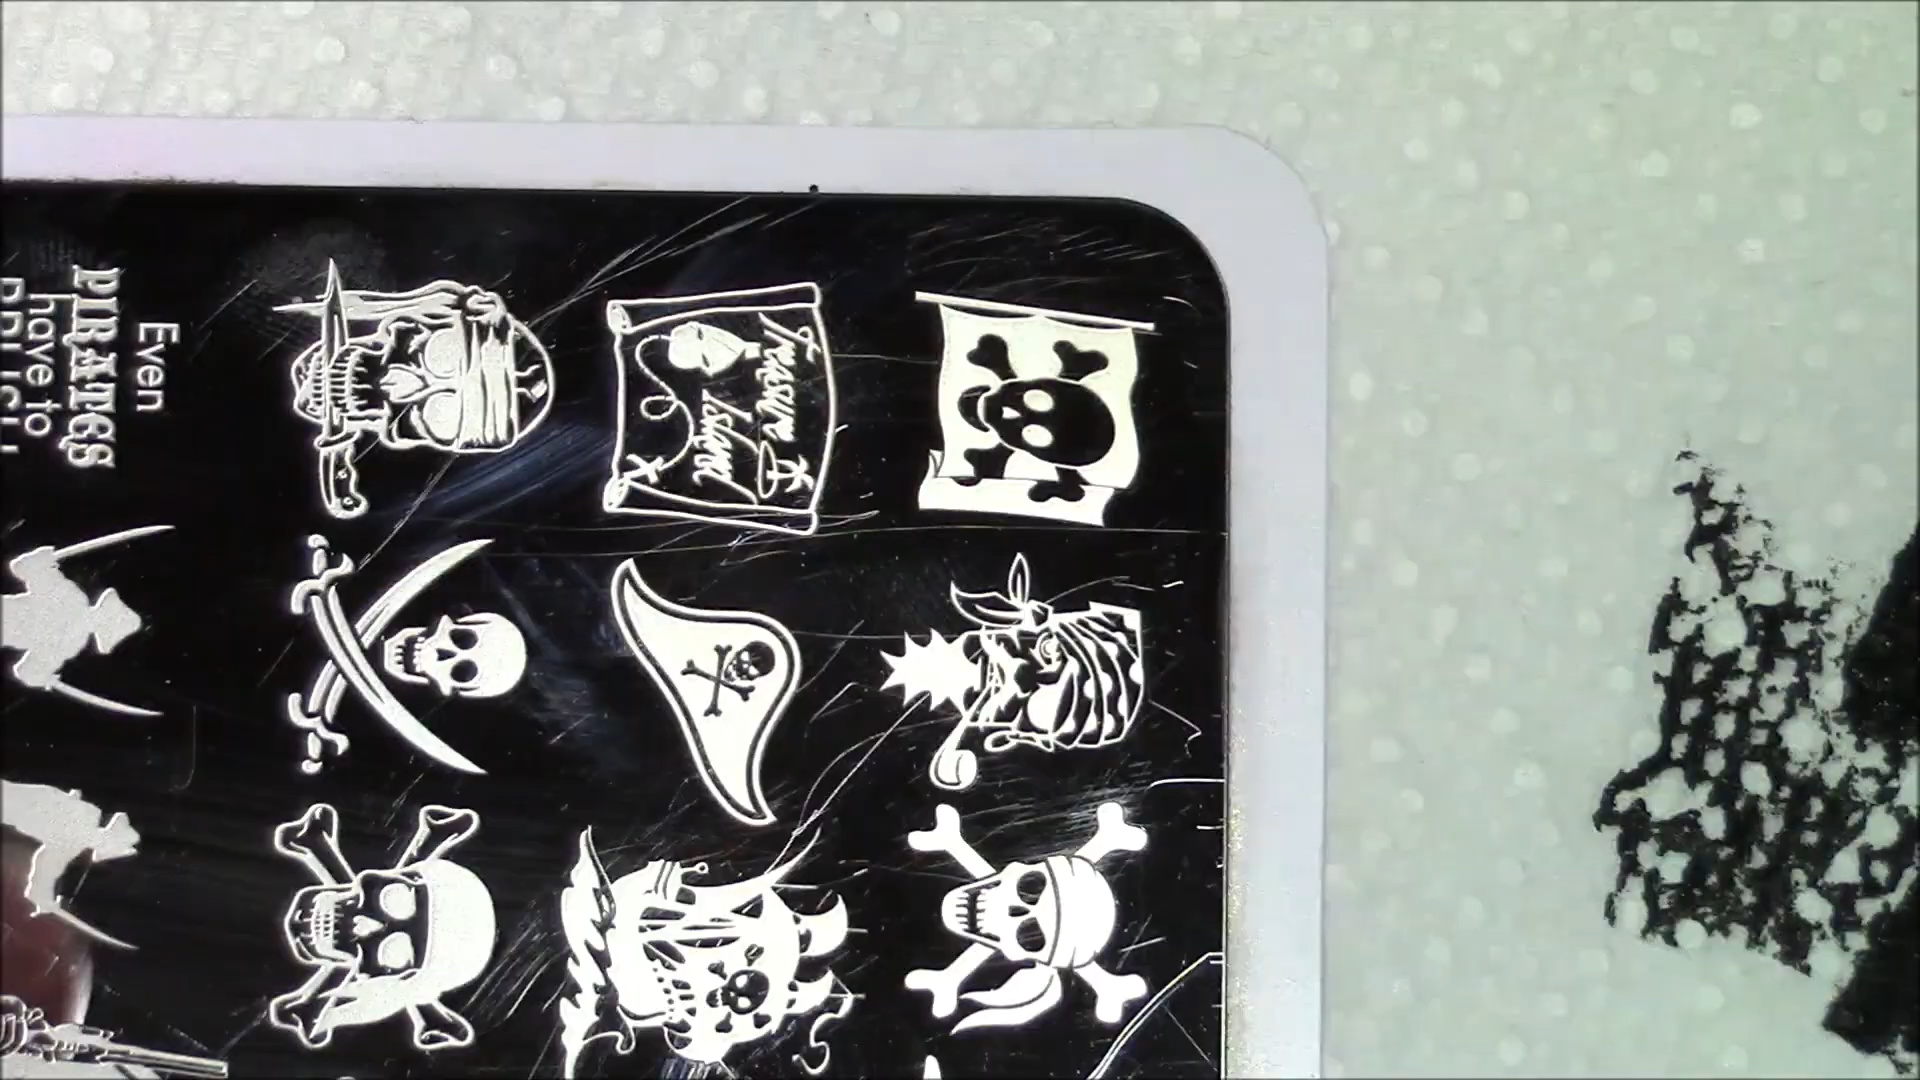 Even
PIRATES
have to
Treasure
Island